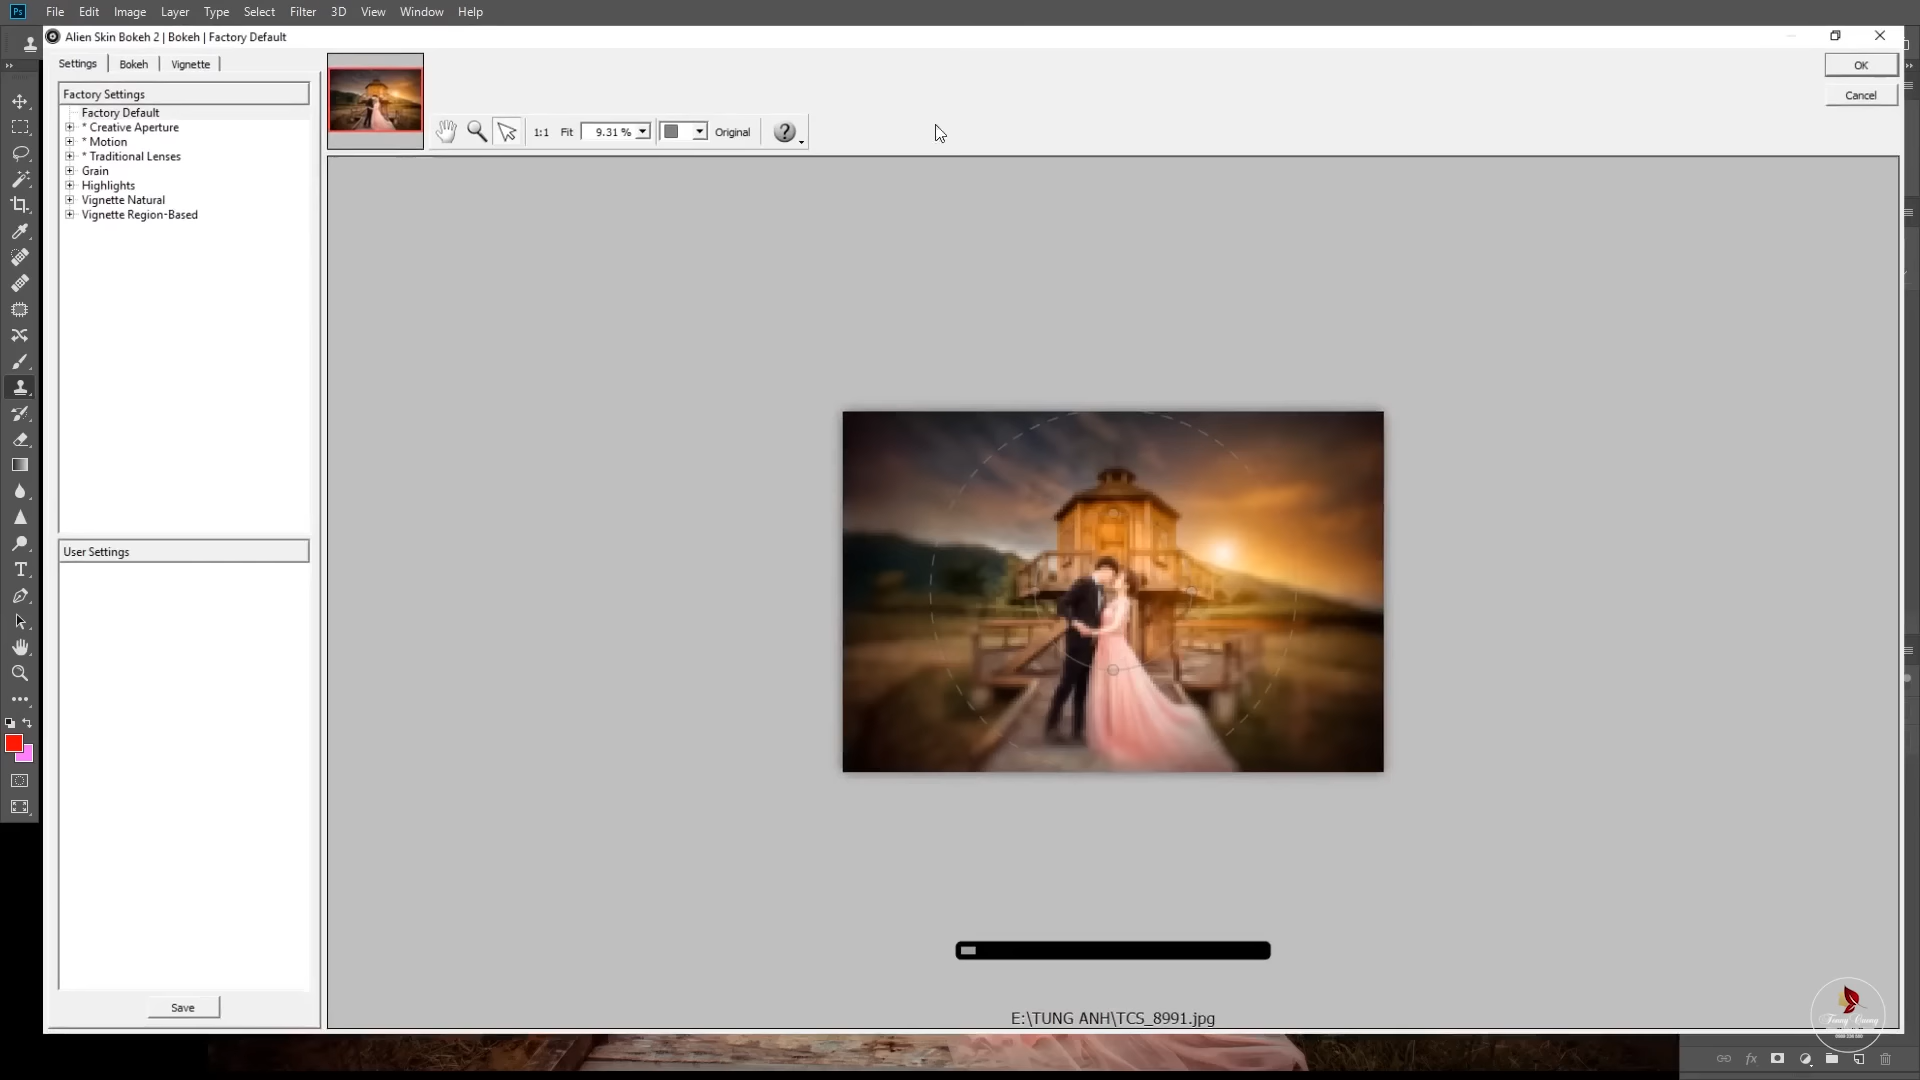 Ps File Edit Image Layer Type Select Filter 3D View Window Help
Alien Skin Bokeh 2 | Bokeh | Factory Default
Settings Bokeh Vignette
OK
Cancel
Factory Settings
Factory Default
* Creative Aperture
* Motion
* Traditional Lenses
Grain
Highlights
Vignette Natural
Vignette Region-Based
1:1 Fit 9.31 % Original ?
User Settings
Save
E:\TUNG ANH\TCS_8991.jpg
fx